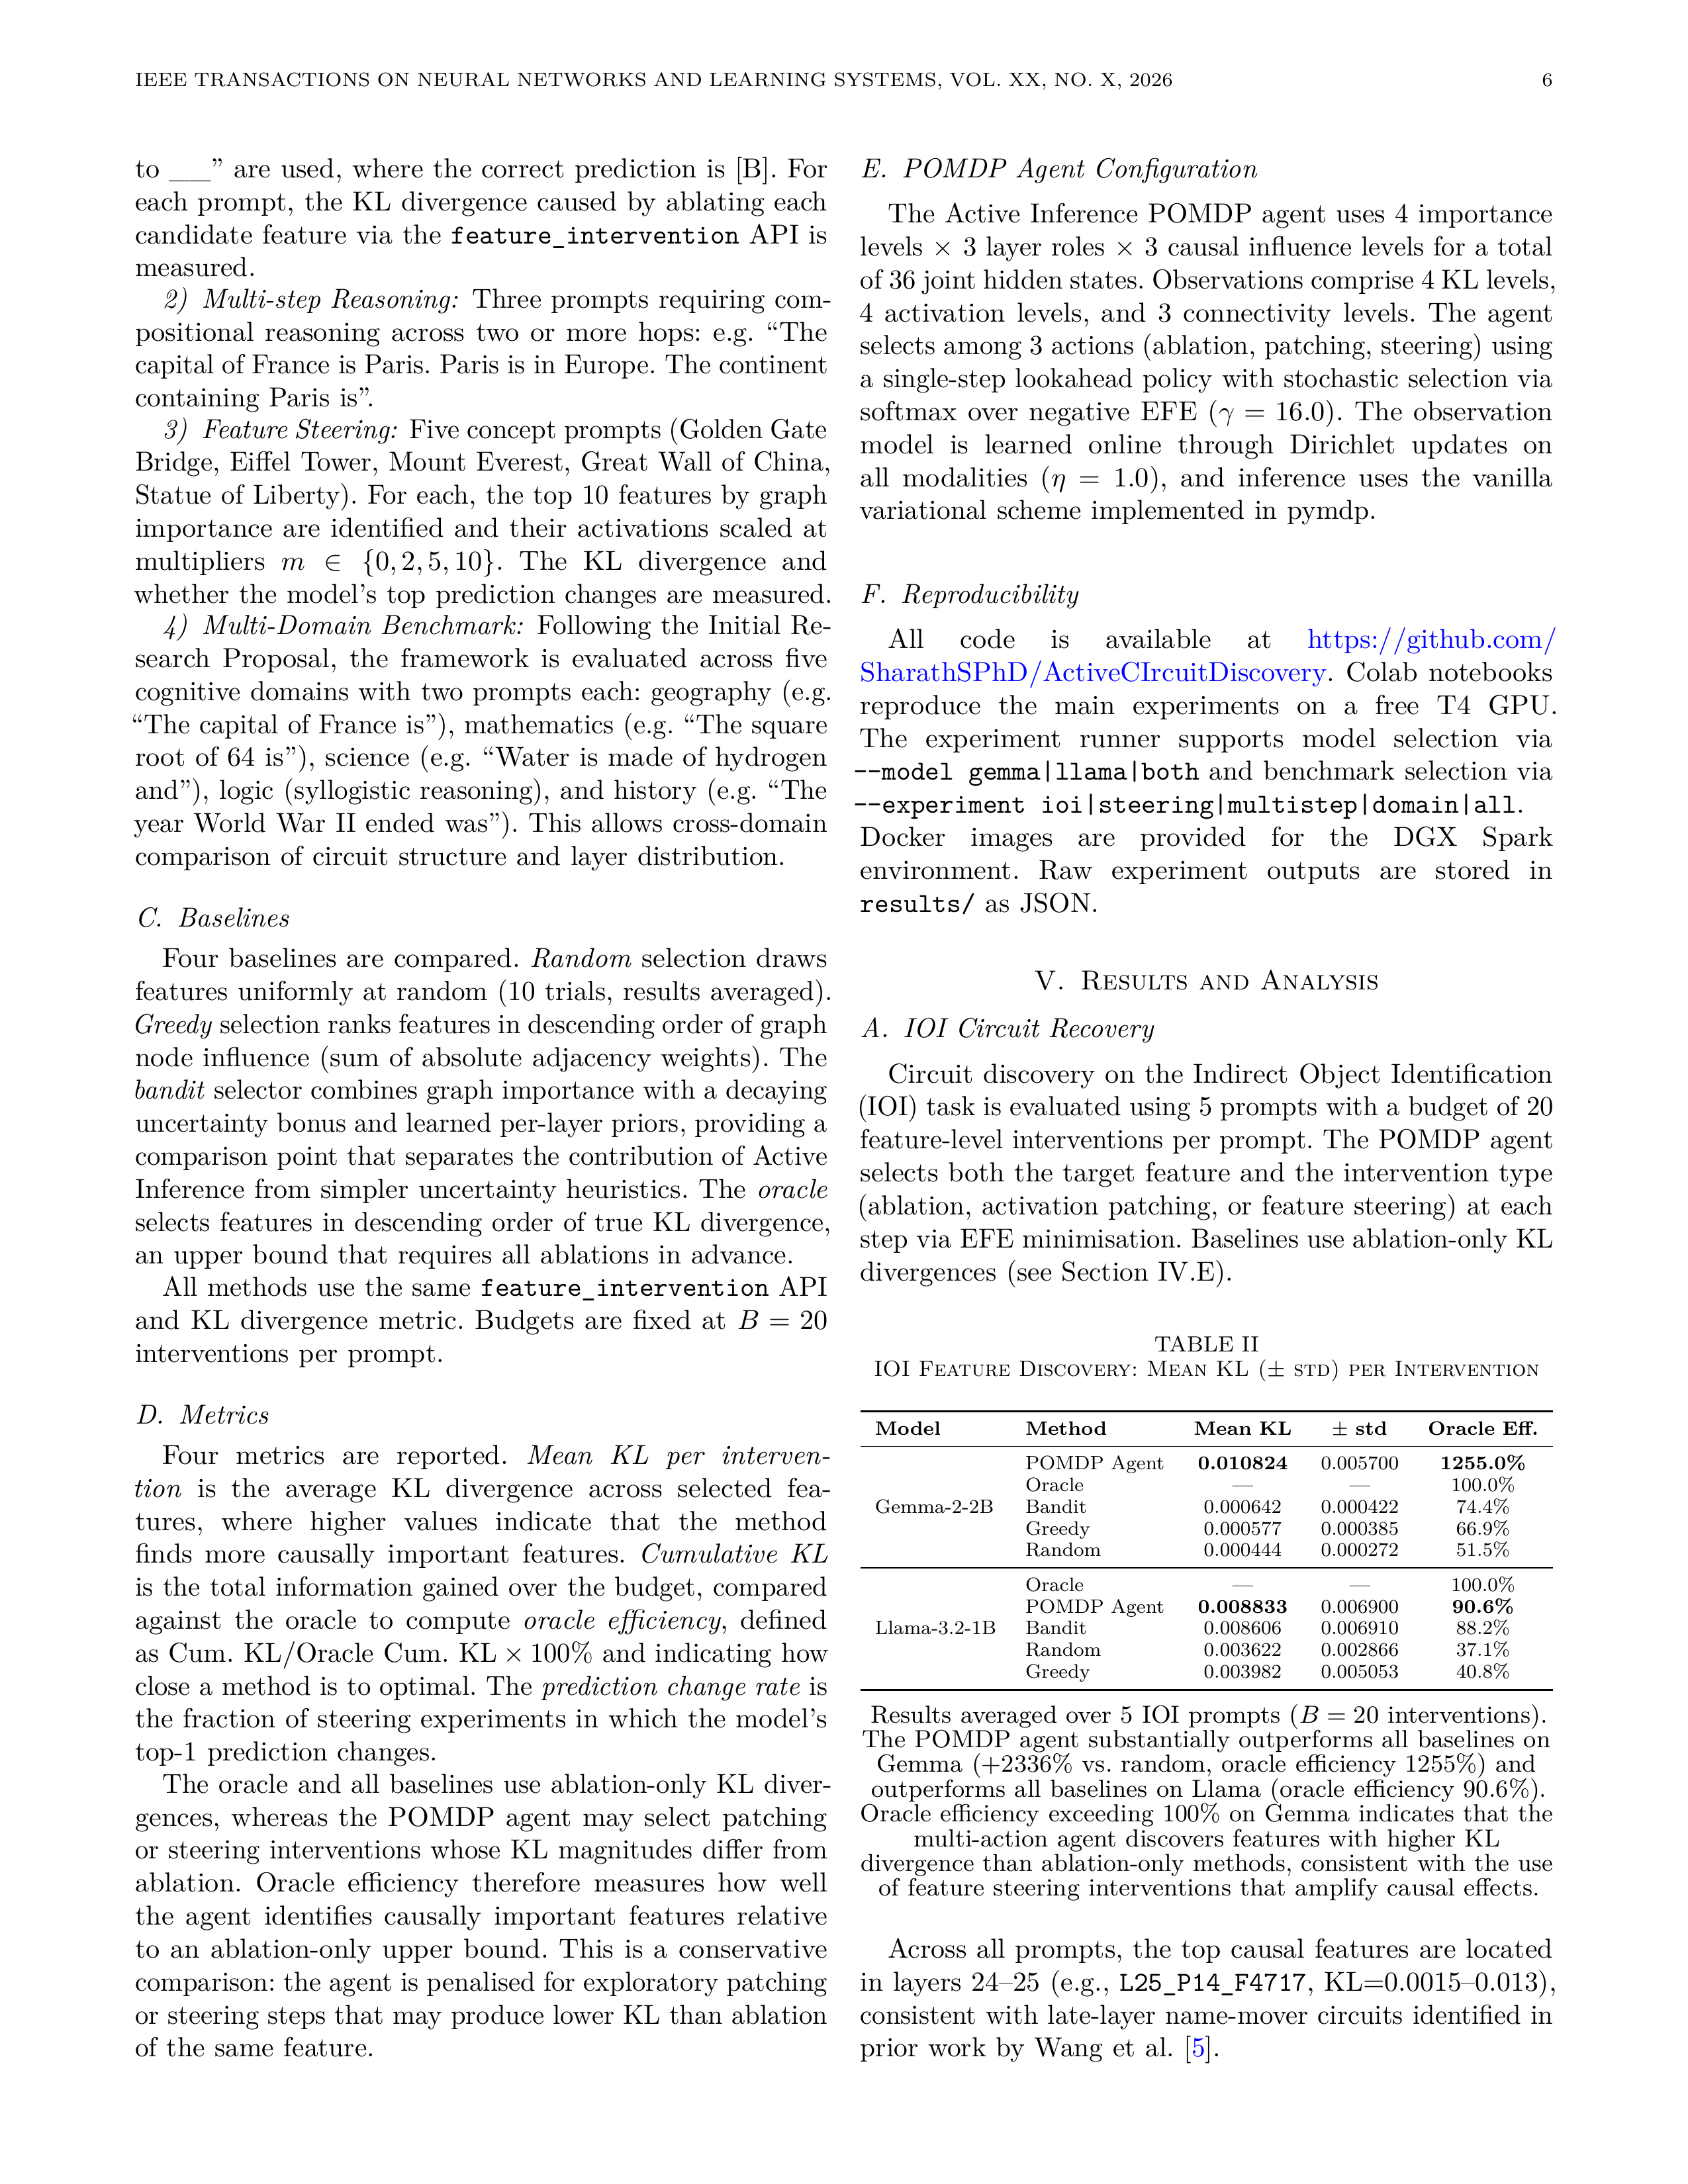 IEEE TRANSACTIONS ON NEURAL NETWORKS AND LEARNING SYSTEMS, VOL. XX, NO. X, 2026 6
to ___” are used, where the correct prediction is [B]. For
each prompt, the KL divergence caused by ablating each
candidate feature via the feature_intervention API is
measured.
2) Multi-step Reasoning: Three prompts requiring com-
positional reasoning across two or more hops: e.g. “The
capital of France is Paris. Paris is in Europe. The continent
containing Paris is”.
3) Feature Steering: Five concept prompts (Golden Gate
Bridge, Eiffel Tower, Mount Everest, Great Wall of China,
Statue of Liberty). For each, the top 10 features by graph
importance are identified and their activations scaled at
multipliers m ∈ {0, 2, 5, 10}. The KL divergence and
whether the model’s top prediction changes are measured.
4) Multi-Domain Benchmark: Following the Initial Re-
search Proposal, the framework is evaluated across five
cognitive domains with two prompts each: geography (e.g.
“The capital of France is”), mathematics (e.g. “The square
root of 64 is”), science (e.g. “Water is made of hydrogen
and”), logic (syllogistic reasoning), and history (e.g. “The
year World War II ended was”). This allows cross-domain
comparison of circuit structure and layer distribution.
C. Baselines
Four baselines are compared. Random selection draws
features uniformly at random (10 trials, results averaged).
Greedy selection ranks features in descending order of graph
node influence (sum of absolute adjacency weights). The
bandit selector combines graph importance with a decaying
uncertainty bonus and learned per-layer priors, providing a
comparison point that separates the contribution of Active
Inference from simpler uncertainty heuristics. The oracle
selects features in descending order of true KL divergence,
an upper bound that requires all ablations in advance.
All methods use the same feature_intervention API
and KL divergence metric. Budgets are fixed at B = 20
interventions per prompt.
D. Metrics
Four metrics are reported. Mean KL per interven-
tion is the average KL divergence across selected fea-
tures, where higher values indicate that the method
finds more causally important features. Cumulative KL
is the total information gained over the budget, compared
against the oracle to compute oracle efficiency, defined
as Cum. KL/Oracle Cum. KL × 100% and indicating how
close a method is to optimal. The prediction change rate is
the fraction of steering experiments in which the model’s
top-1 prediction changes.
The oracle and all baselines use ablation-only KL diver-
gences, whereas the POMDP agent may select patching
or steering interventions whose KL magnitudes differ from
ablation. Oracle efficiency therefore measures how well
the agent identifies causally important features relative
to an ablation-only upper bound. This is a conservative
comparison: the agent is penalised for exploratory patching
or steering steps that may produce lower KL than ablation
of the same feature.
E. POMDP Agent Configuration
The Active Inference POMDP agent uses 4 importance
levels × 3 layer roles × 3 causal influence levels for a total
of 36 joint hidden states. Observations comprise 4 KL levels,
4 activation levels, and 3 connectivity levels. The agent
selects among 3 actions (ablation, patching, steering) using
a single-step lookahead policy with stochastic selection via
softmax over negative EFE (γ = 16.0). The observation
model is learned online through Dirichlet updates on
all modalities (η = 1.0), and inference uses the vanilla
variational scheme implemented in pymdp.
F. Reproducibility
All code is available at https://github.com/
SharathSPhD/ActiveCIrcuitDiscovery. Colab notebooks
reproduce the main experiments on a free T4 GPU.
The experiment runner supports model selection via
--model gemma|llama|both and benchmark selection via
--experiment ioi|steering|multistep|domain|all.
Docker images are provided for the DGX Spark
environment. Raw experiment outputs are stored in
results/ as JSON.
V. Results and Analysis
A. IOI Circuit Recovery
Circuit discovery on the Indirect Object Identification
(IOI) task is evaluated using 5 prompts with a budget of 20
feature-level interventions per prompt. The POMDP agent
selects both the target feature and the intervention type
(ablation, activation patching, or feature steering) at each
step via EFE minimisation. Baselines use ablation-only KL
divergences (see Section IV.E).
TABLE II
IOI Feature Discovery: Mean KL (± std) per Intervention
Model Method Mean KL ± std Oracle Eff.
POMDP Agent 0.010824 0.005700 1255.0%
Oracle — — 100.0%
Gemma-2-2B Bandit 0.000642 0.000422 74.4%
Greedy 0.000577 0.000385 66.9%
Random 0.000444 0.000272 51.5%
Oracle — — 100.0%
POMDP Agent 0.008833 0.006900 90.6%
Llama-3.2-1B Bandit 0.008606 0.006910 88.2%
Random 0.003622 0.002866 37.1%
Greedy 0.003982 0.005053 40.8%
Results averaged over 5 IOI prompts (B = 20 interventions).
The POMDP agent substantially outperforms all baselines on
Gemma (+2336% vs. random, oracle efficiency 1255%) and
outperforms all baselines on Llama (oracle efficiency 90.6%).
Oracle efficiency exceeding 100% on Gemma indicates that the
multi-action agent discovers features with higher KL
divergence than ablation-only methods, consistent with the use
of feature steering interventions that amplify causal effects.
Across all prompts, the top causal features are located
in layers 24–25 (e.g., L25_P14_F4717, KL=0.0015–0.013),
consistent with late-layer name-mover circuits identified in
prior work by Wang et al. [5].